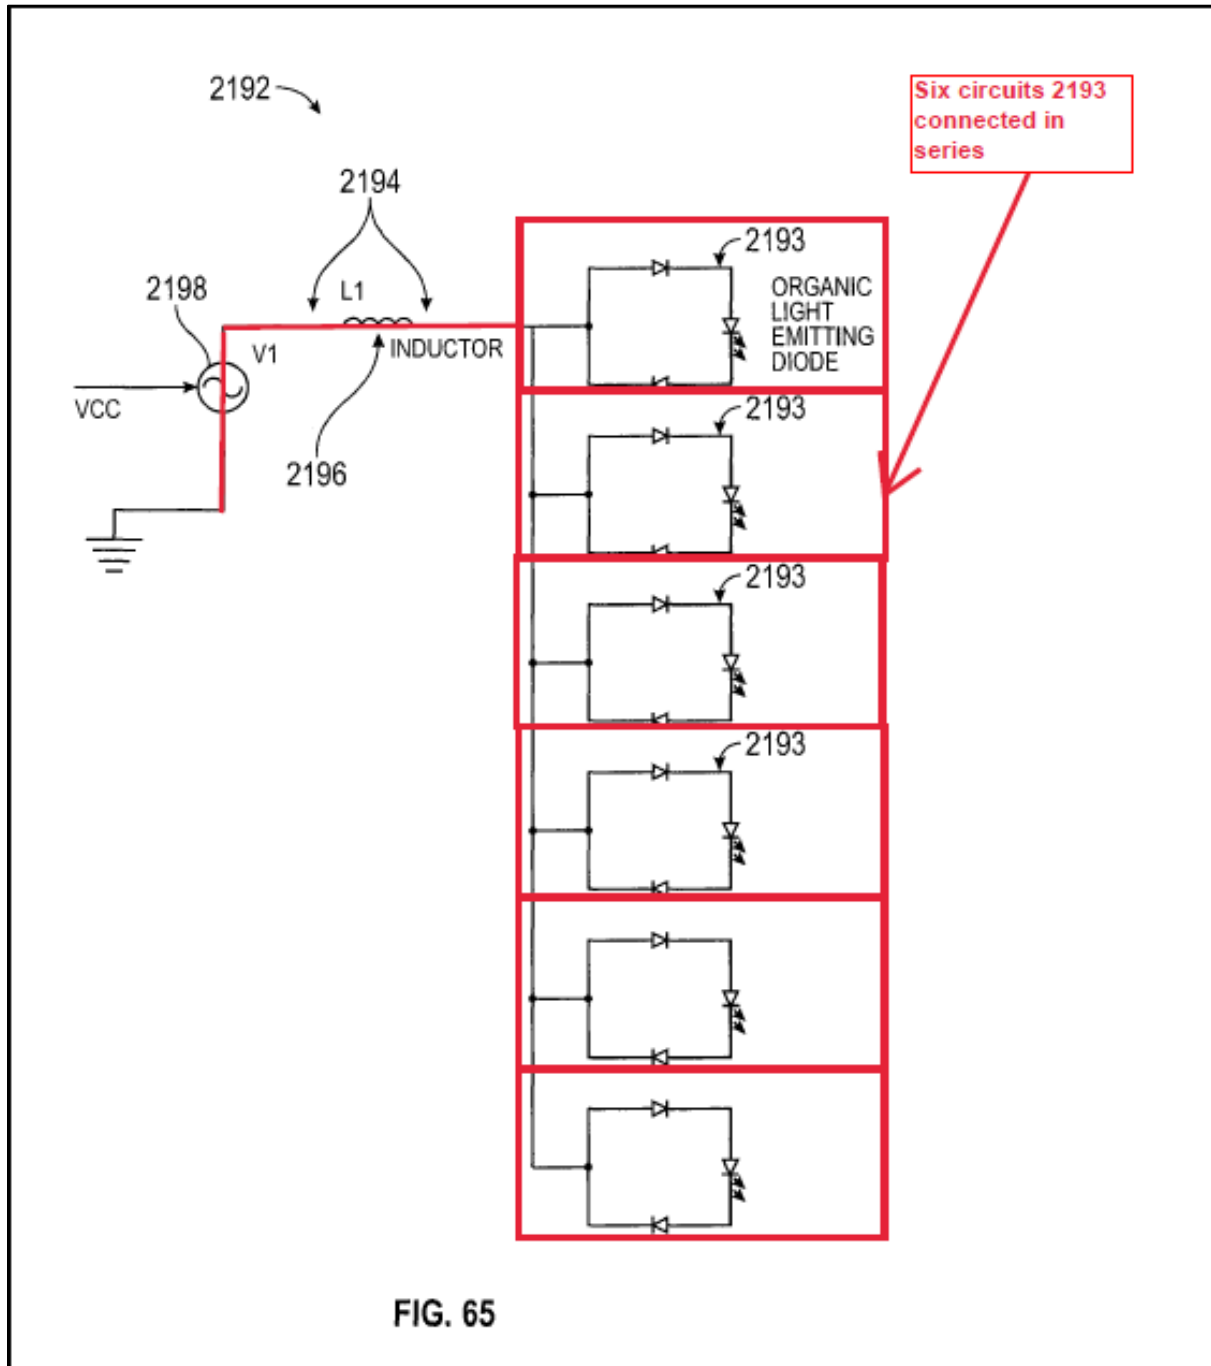 2192
Six circuits 2193
connected in
series
2194
2193
2198
L1
ORGANIC
LIGHT
EMITTING
DIODE
V1
INDUCTOR
VCC
2193
2196
2193
2193
FIG. 65